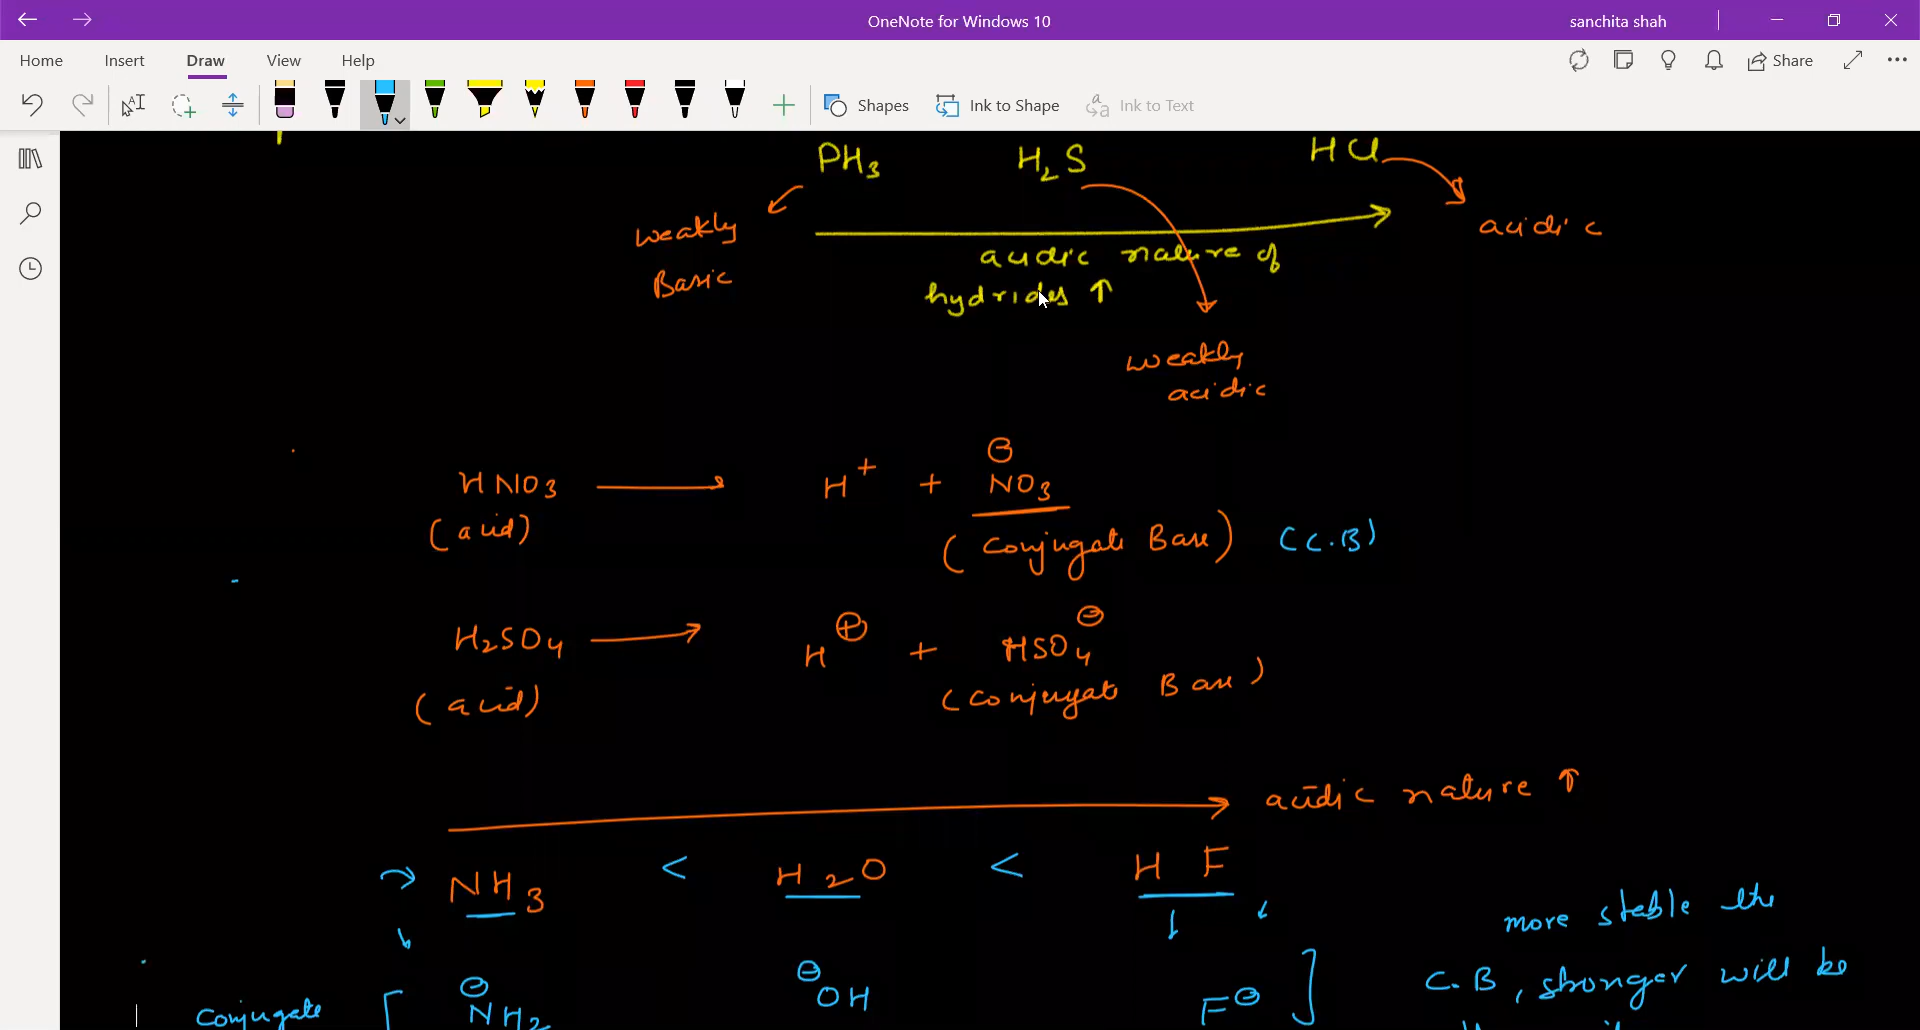 OneNote for Windows 10
sanchita shah
Home Insert Draw View Help
Share
Shapes Ink to Shape Ink to Text
PH3 H2S HCl
weakly
Basic
acidic
acidic nature of
hydrides ↑
weakly
acidic
HNO3 ⟶ H+ + NO3⊖
(acid) (Conjugate Base) (C.B)
H2SO4 ⟶ H⊕ + HSO4⊖
(acid) (Conjugate Base)
acidic nature ↑
NH3 < H2O < HF
more stable the
C.B, stronger will be
Conjugate [ ⊖NH2 ⊖OH F⊖ ]